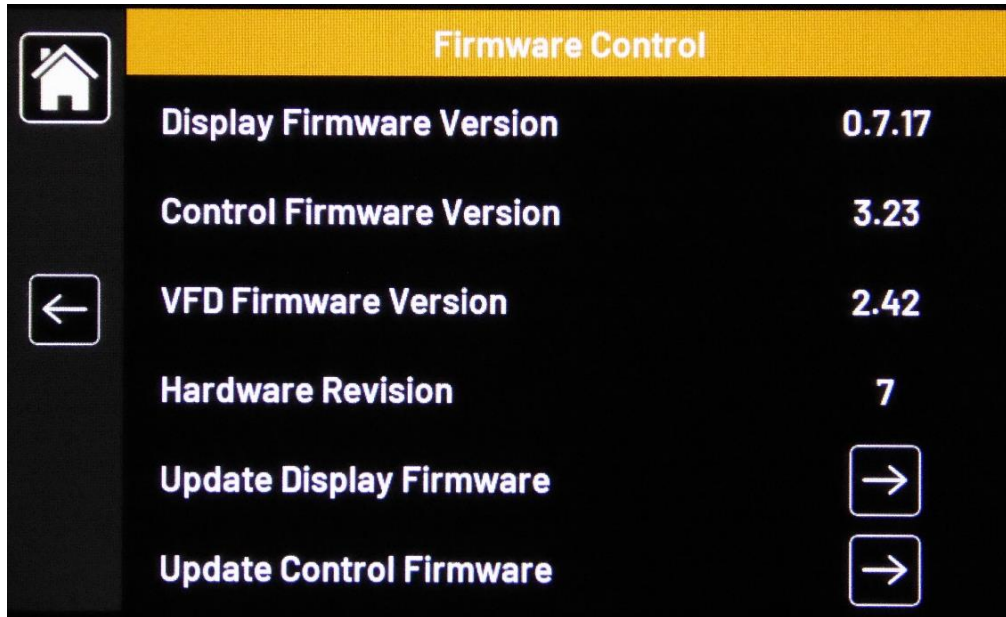 Firmware Control
Display Firmware Version 0.7.17
Control Firmware Version 3.23
VFD Firmware Version 2.42
Hardware Revision 7
Update Display Firmware
Update Control Firmware